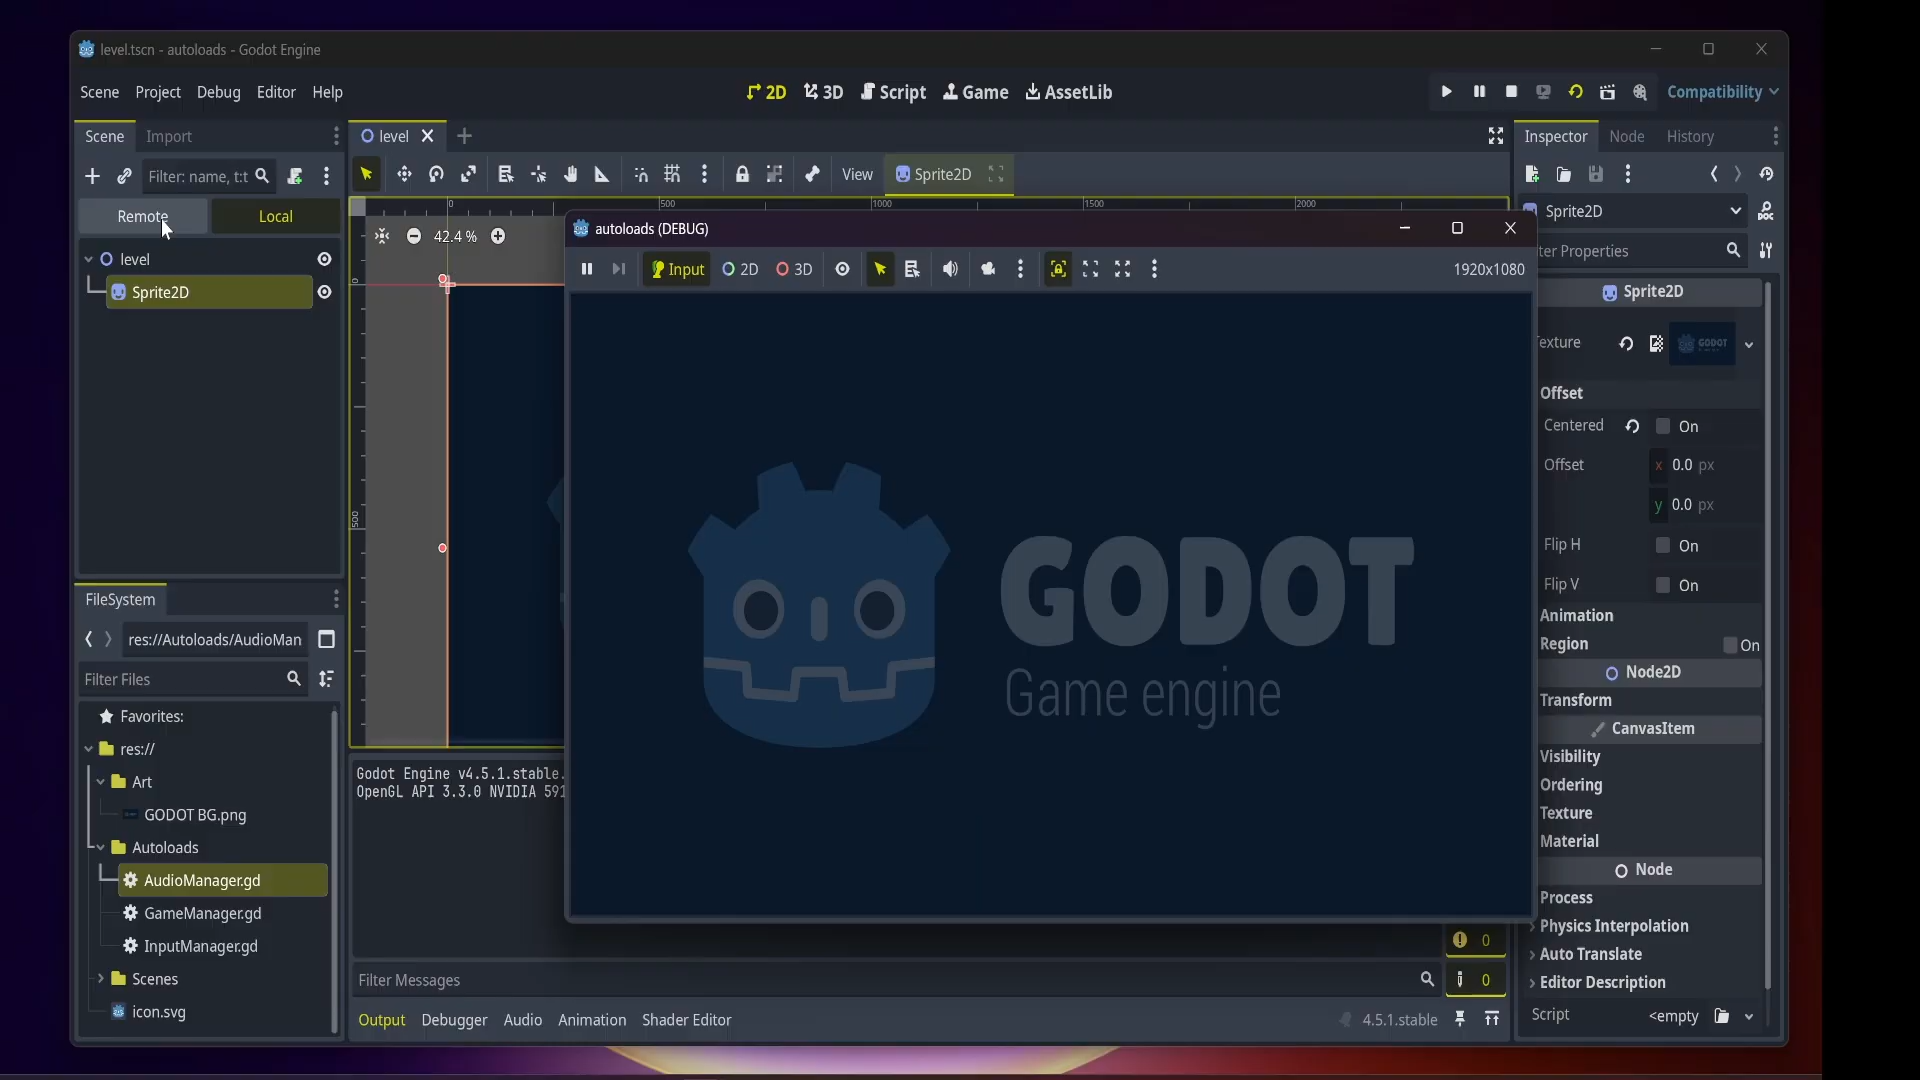 level.tscn - autoloads - Godot Engine
Scene Project Debug Editor Help
2D 3D Script Game AssetLib
Compatibility
Scene Import
level
Inspector Node History
Filter: name, t:t
View
Sprite2D
Remote Local
0 500 1000 1500 2000
Sprite2D
42.4 %
autoloads (DEBUG)
ter Properties
level
Sprite2D
Input 2D 3D
1920x1080
Sprite2D
Texture
GODOT
Offset
Centered On
Offset x 0.0 px
y 0.0 px
0
500
Flip H On
Flip V On
Animation
Region On
Node2D
Transform
CanvasItem
Visibility
Ordering
Texture
Material
Node
Process
Physics Interpolation
Auto Translate
Editor Description
Script <empty
GODOT
Game engine
FileSystem
res://Autoloads/AudioMan
Filter Files
Favorites:
res://
Art
GODOT BG.png
Autoloads
AudioManager.gd
GameManager.gd
InputManager.gd
Scenes
icon.svg
Godot Engine v4.5.1.stable.
OpenGL API 3.3.0 NVIDIA 591
0
Filter Messages
0
Output Debugger Audio Animation Shader Editor
4.5.1.stable